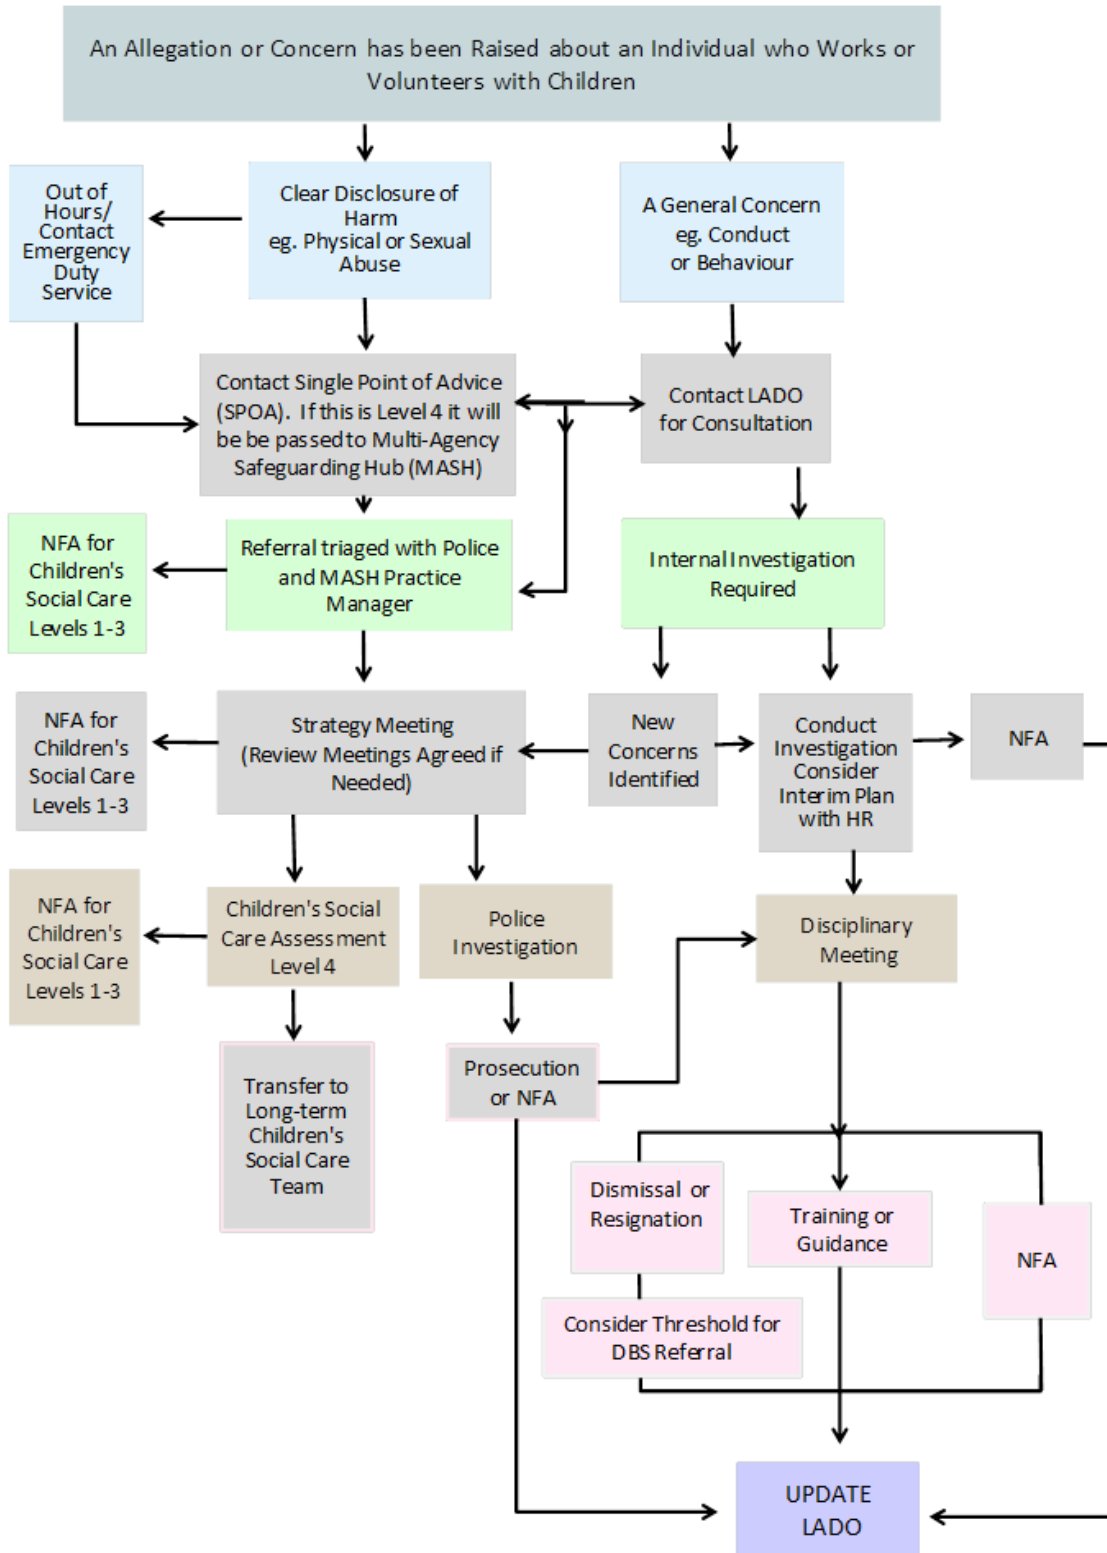 An Allegation or Concern has been Raised about an Individual who Works or
Volunteers with Children
Out of
Hours/
Contact
Emergency
Duty
Service
Clear Disclosure of
Harm
eg. Physical or Sexual
Abuse
A General Concern
eg. Conduct
or Behaviour
Contact Single Point of Advice
(SPOA). If this is Level 4 it will
be be passed to Multi-Agency
Safeguarding Hub (MASH)
Contact LADO
for Consultation
NFA for
Children's
Social Care
Levels 1-3
Referral triaged with Police
and MASH Practice
Manager
Internal Investigation
Required
NFA for
Children's
Social Care
Levels 1-3
Strategy Meeting
(Review Meetings Agreed if
Needed)
New
Concerns
Identified
Conduct
Investigation
Consider
Interim Plan
with HR
NFA
NFA for
Children's
Social Care
Levels 1-3
Children's Social
Care Assessment
Level 4
Police
Investigation
Disciplinary
Meeting
Transfer to
Long-term
Children's
Social Care
Team
Prosecution
or NFA
Dismissal or
Resignation
Training or
Guidance
NFA
Consider Threshold for
DBS Referral
UPDATE
LADO